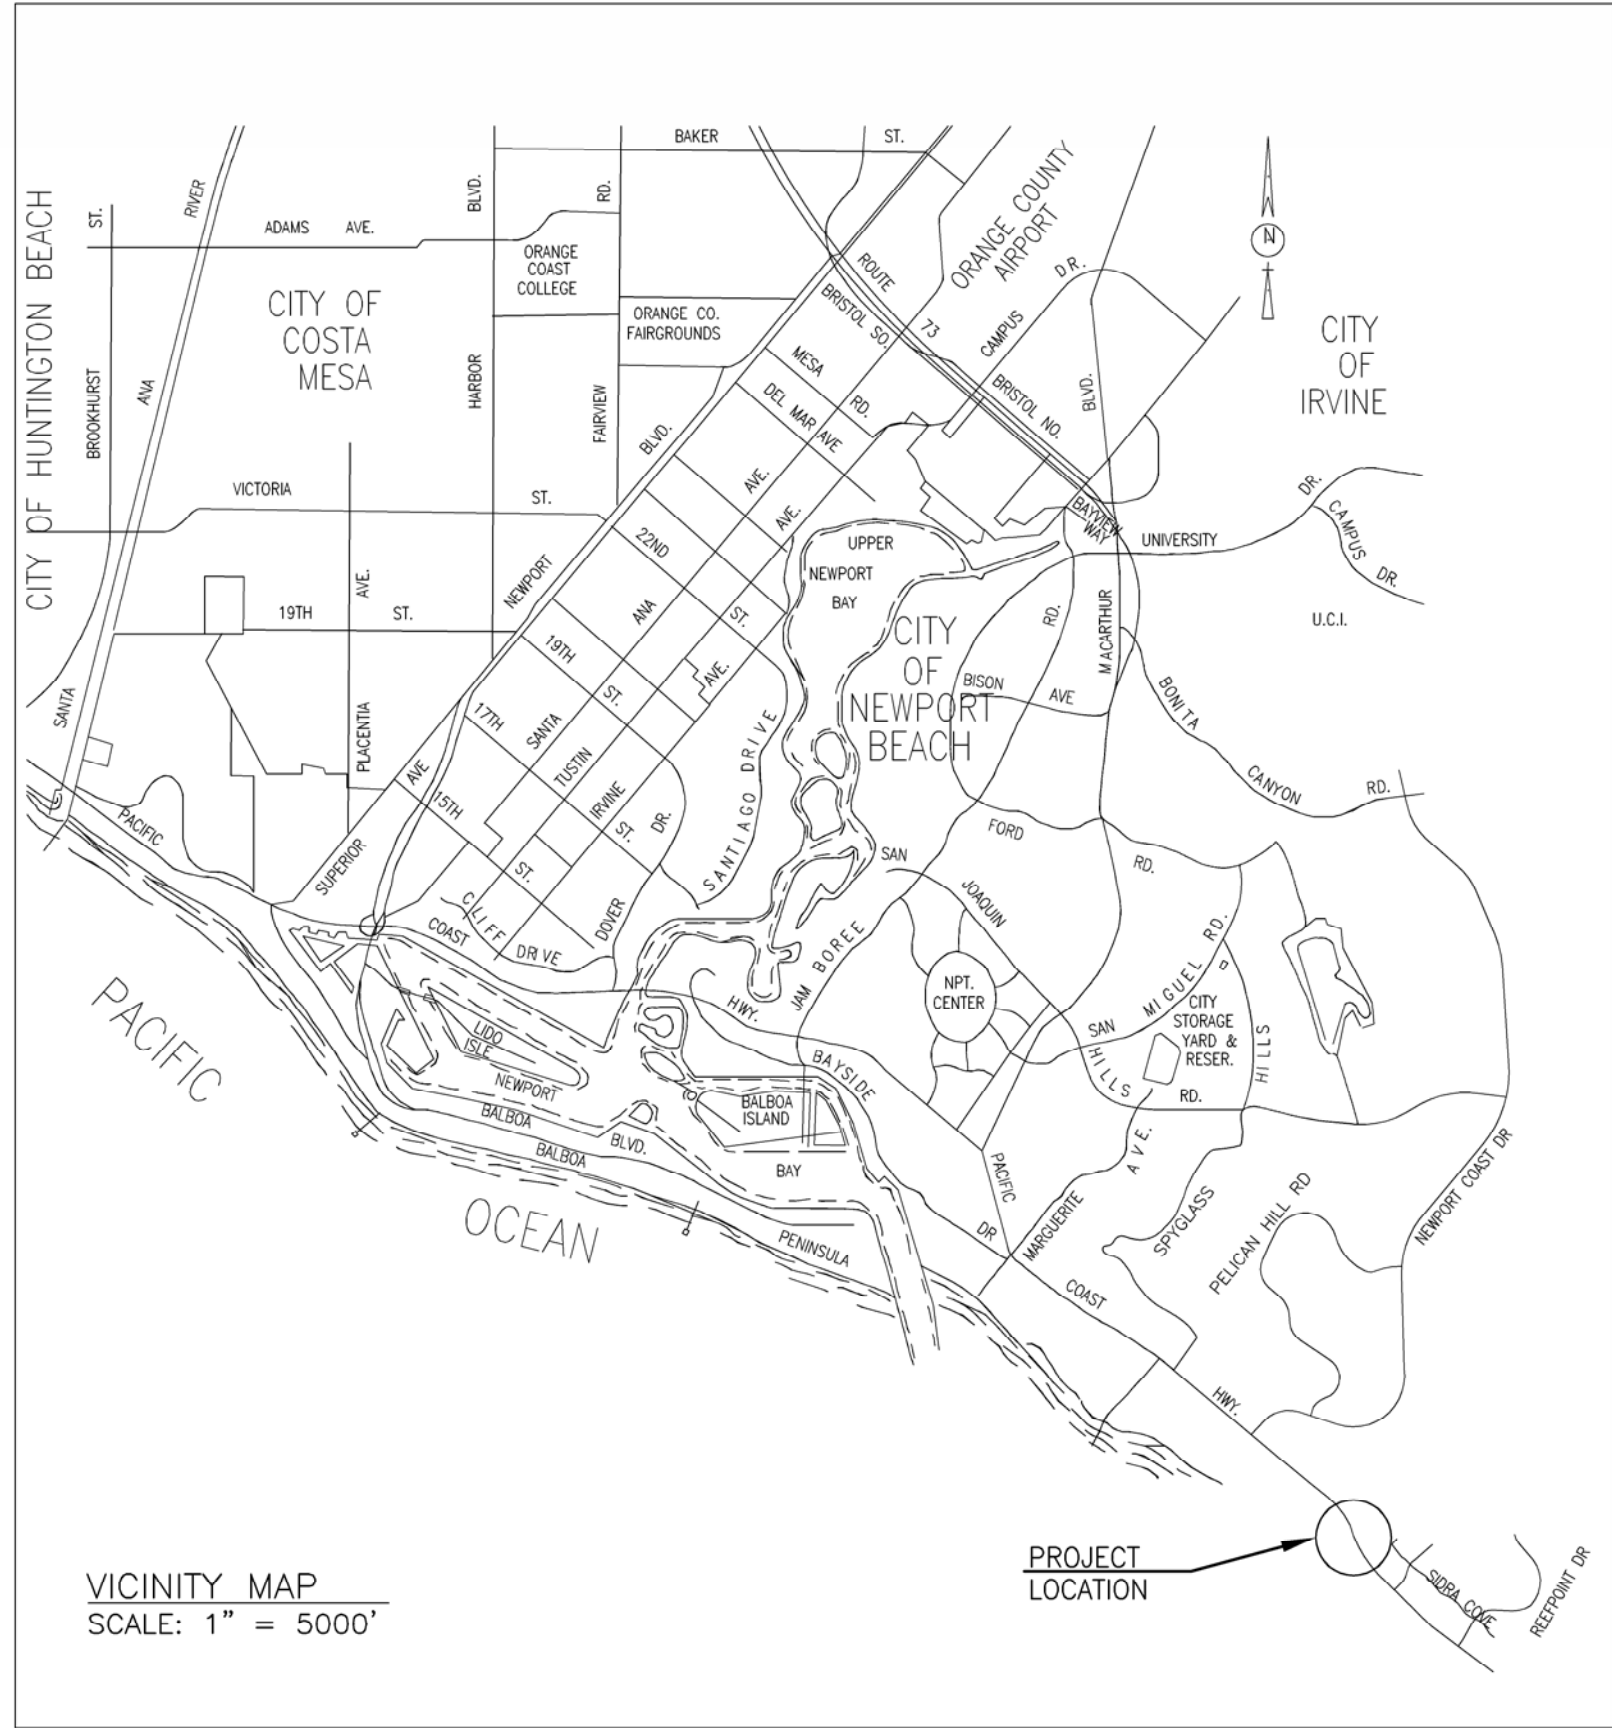 BAKER ST.
CITY OF HUNTINGTON BEACH
BROOKHURST ST.
SANTA ANA RIVER
ADAMS AVE.
HARBOR BLVD.
FAIRVIEW RD.
ORANGE
COAST
COLLEGE
ORANGE CO.
FAIRGROUNDS
CITY OF
COSTA
MESA
ORANGE COUNTY
AIRPORT
N
ROUTE 73
BRISTOL SO.
BRISTOL NO.
CAMPUS DR.
CITY
OF
IRVINE
MESA RD.
DEL MAR AVE
VICTORIA ST.
NEWPORT BLVD.
22ND ST.
SANTA ANA AVE.
TUSTIN AVE.
IRVINE AVE.
MACARTHUR BLVD.
BAYVIEW
WAY
UNIVERSITY DR.
CAMPUS DR.
U.C.I.
UPPER
NEWPORT
BAY
CITY
OF
NEWPORT
BEACH
19TH ST.
PLACENTIA AVE.
19TH ST.
17TH ST.
15TH ST.
SUPERIOR AVE
SANTIAGO DRIVE
DOVER DR.
CLIFF DRIVE
BISON AVE
BONITA CANYON RD.
FORD RD.
JAMBOREE RD.
SAN JOAQUIN HILLS RD.
SAN MIGUEL RD.
NPT.
CENTER
CITY
STORAGE
YARD &
RESER.
PACIFIC COAST HWY.
LIDO
ISLE
NEWPORT BAY
BALBOA BLVD.
BALBOA PENINSULA
BALBOA
ISLAND
BAYSIDE DR
PACIFIC COAST HWY.
MARGUERITE AVE.
SPYGLASS HILLS
PELICAN HILL RD
NEWPORT COAST DR
PACIFIC
OCEAN
PROJECT
LOCATION
SIDRA COVE
REEFPOINT DR
VICINITY MAP
SCALE: 1" = 5000'